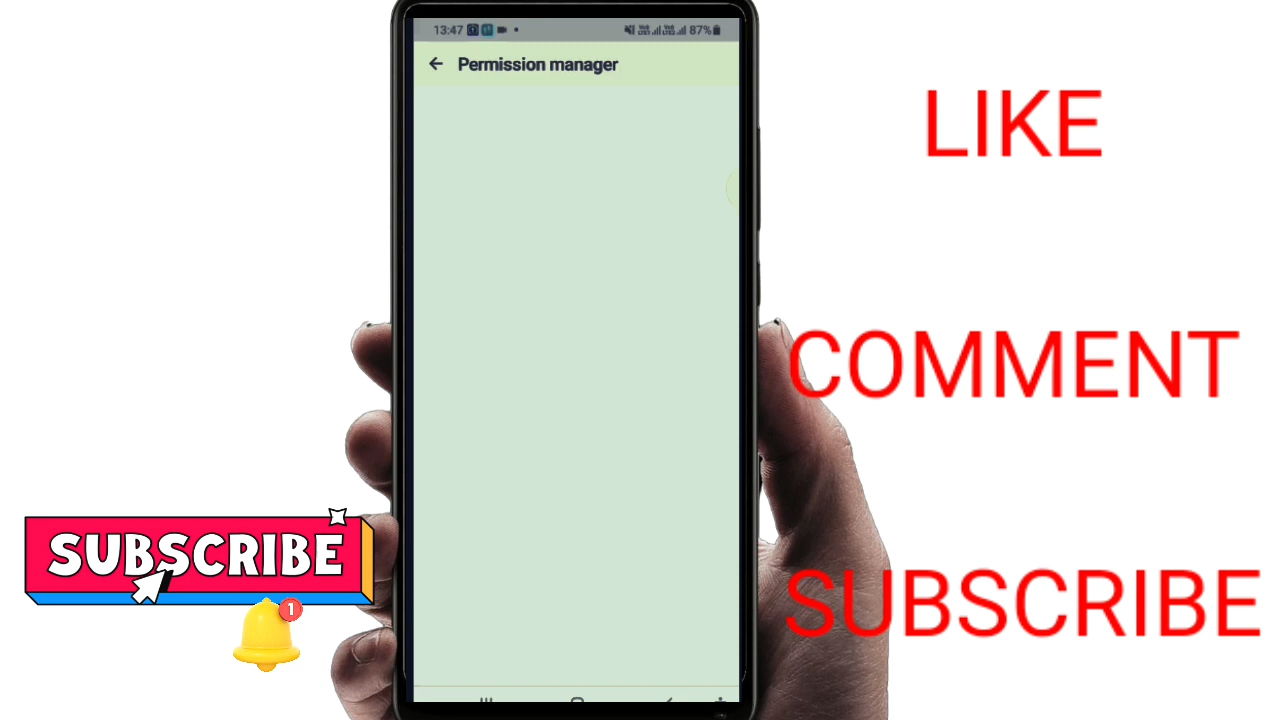 13:47
87%
Permission manager
LIKE
COMMENT
SUBSCRIBE
SUBSCRIBE
1